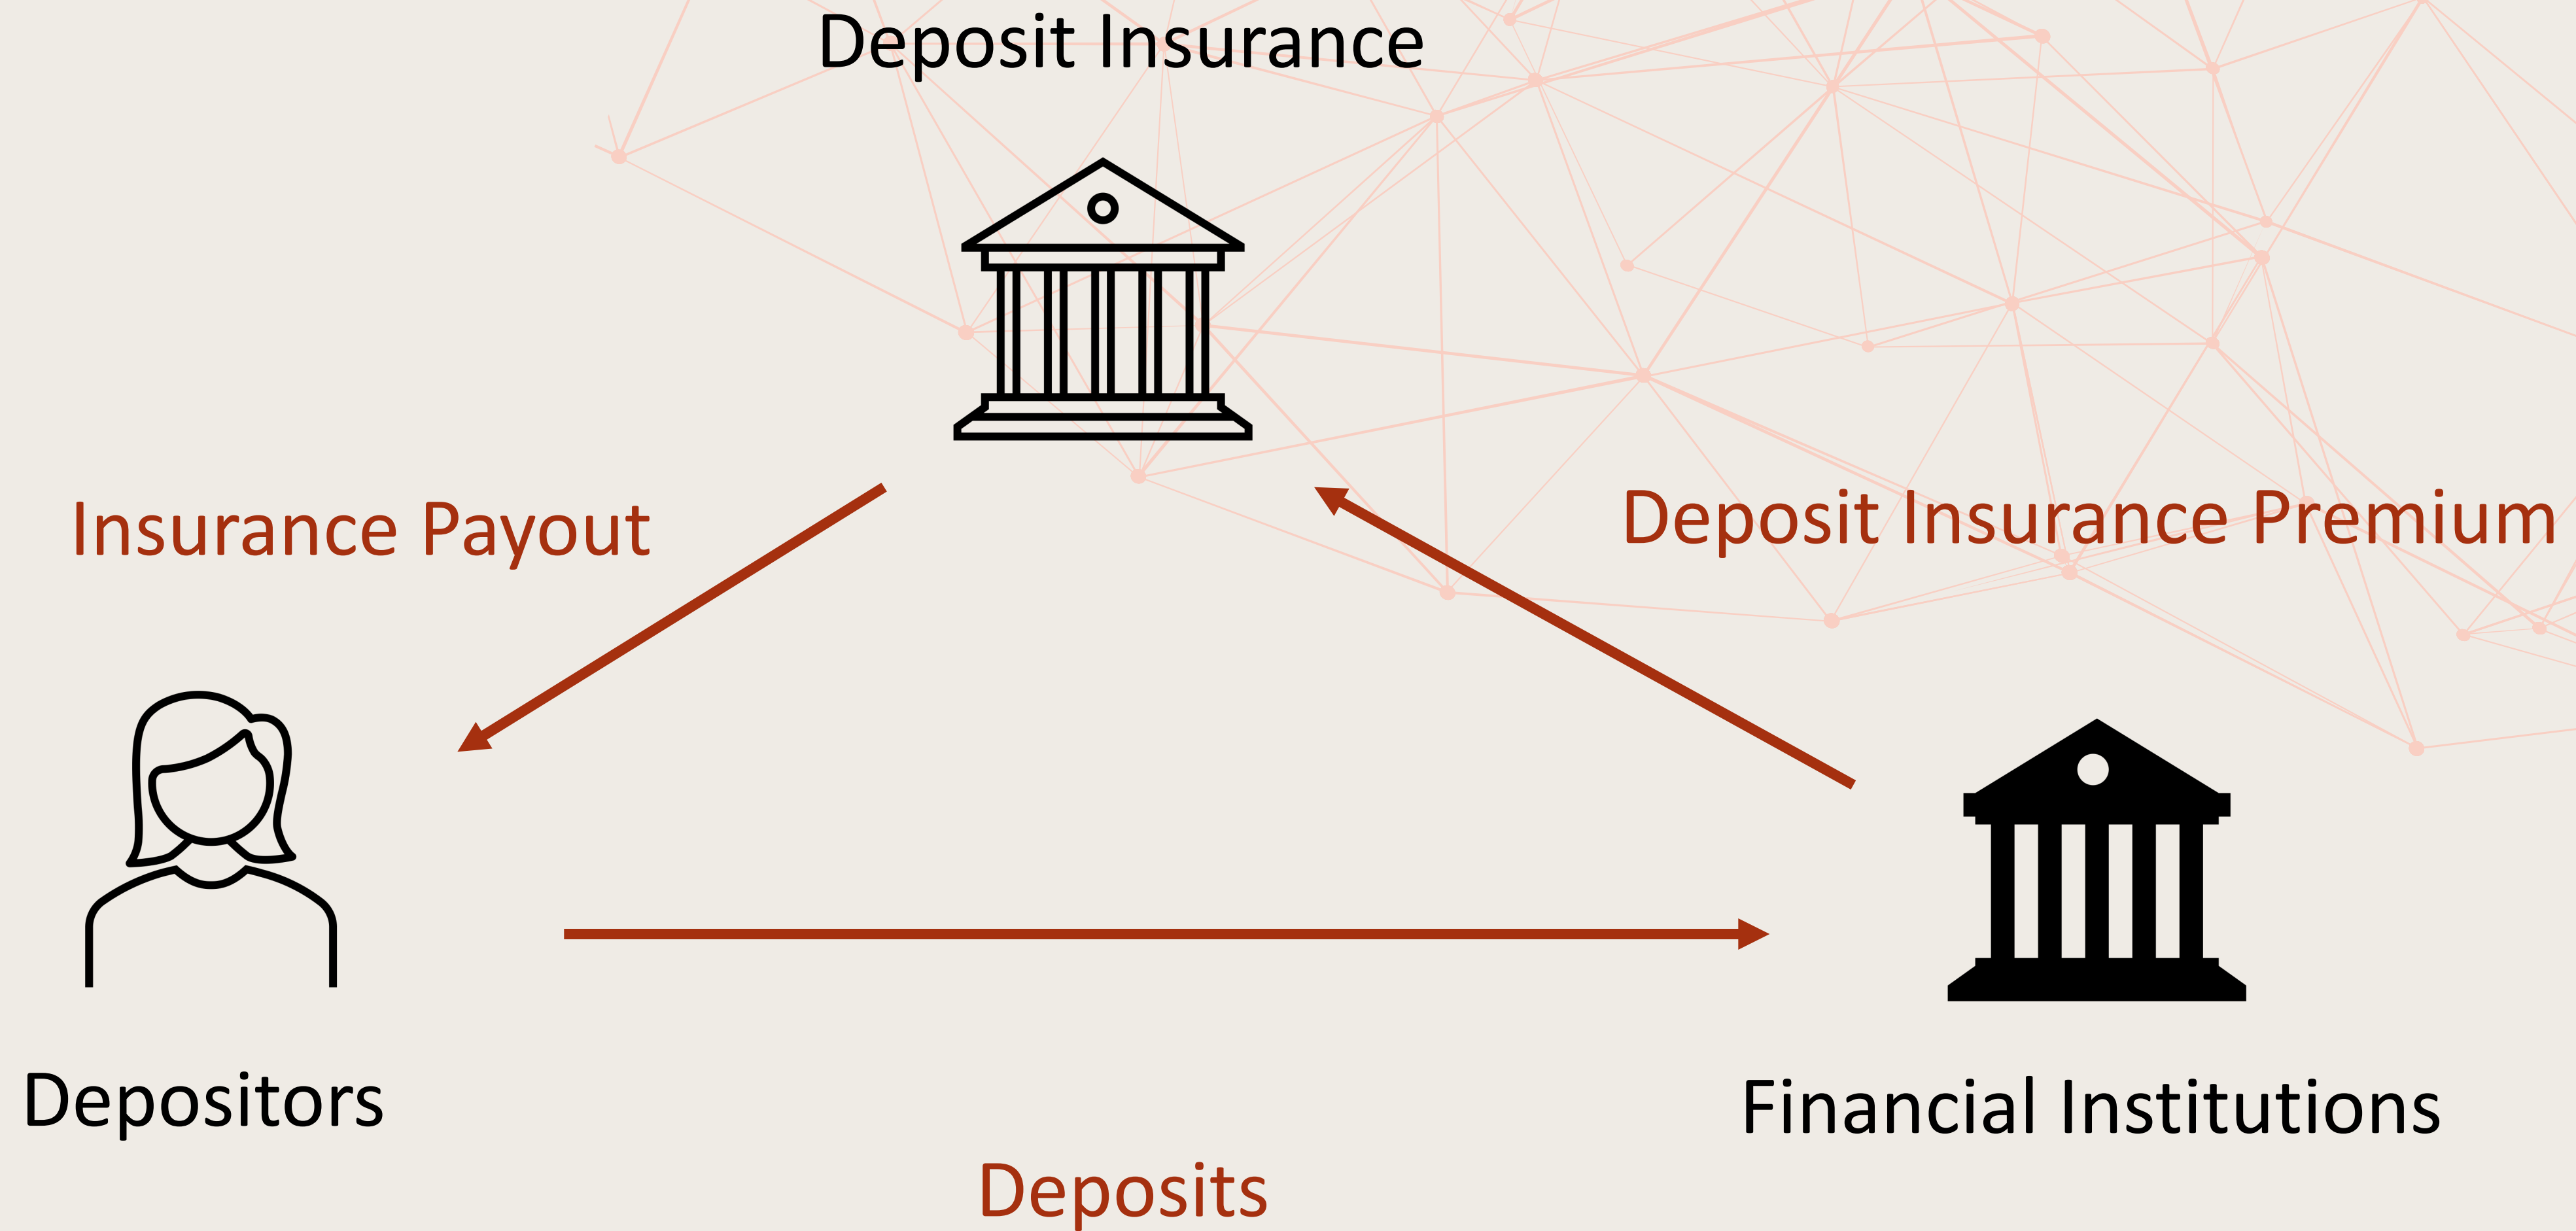 Deposit Insurance
Insurance Payout
Deposit Insurance Premium
Depositors
Financial Institutions
Deposits